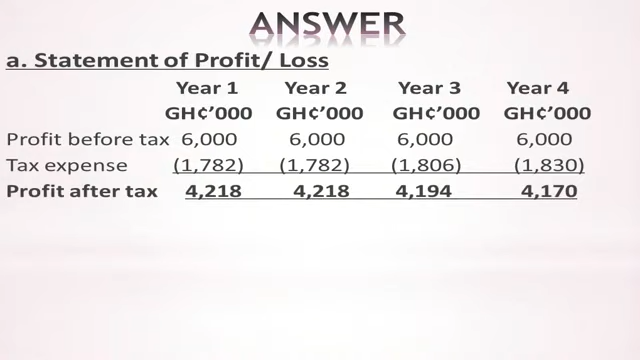 ANSWER
a. Statement of Profit/ Loss
Year 1 Year 2 Year 3 Year 4
GH¢'000 GH¢'000 GH¢'000 GH¢'000
Profit before tax 6,000 6,000 6,000 6,000
Tax expense (1,782) (1,782) (1,806) (1,830)
Profit after tax 4,218 4,218 4,194 4,170